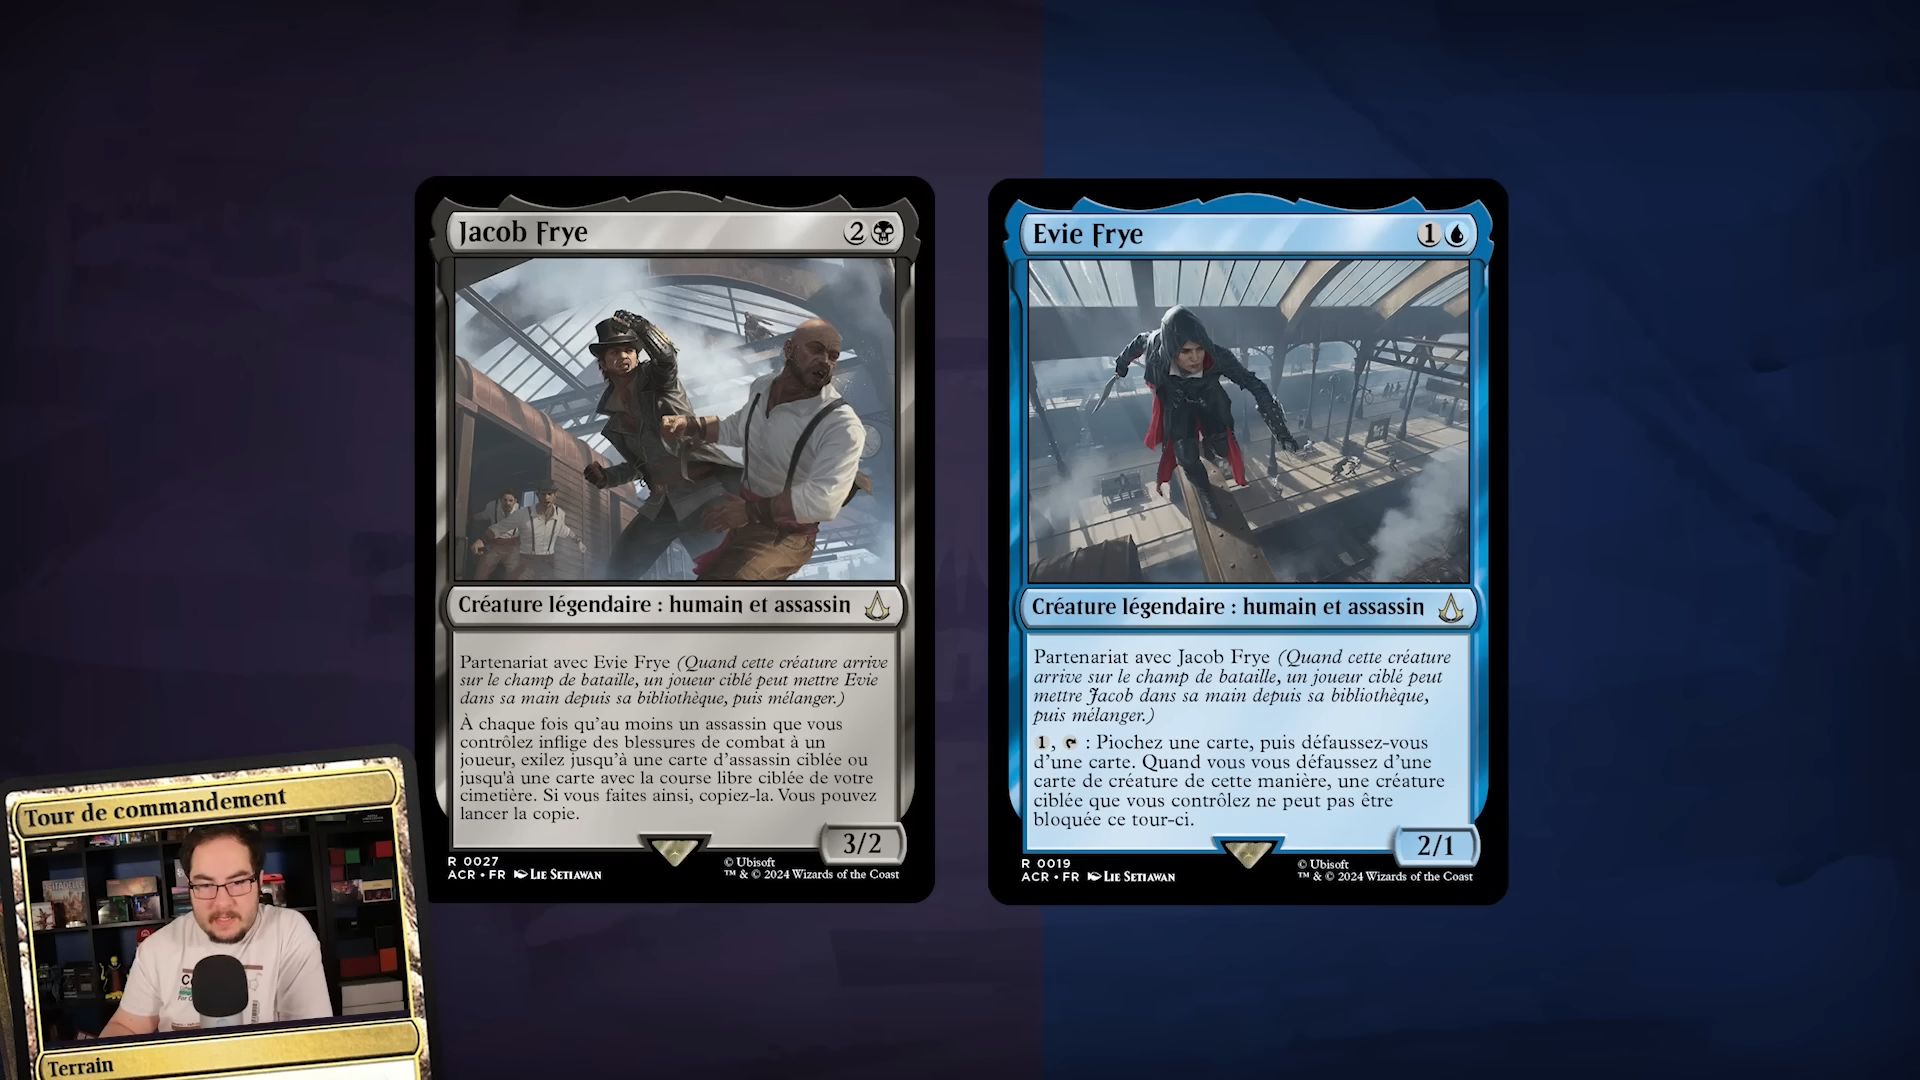 Jacob Frye
2
Créature légendaire : humain et assassin
Partenariat avec Evie Frye (Quand cette créature arrive
sur le champ de bataille, un joueur ciblé peut mettre Evie
dans sa main depuis sa bibliothèque, puis mélanger.)
À chaque fois qu'au moins un assassin que vous
contrôlez inflige des blessures de combat à un
joueur, exilez jusqu'à une carte d'assassin ciblée ou
jusqu'à une carte avec la course libre ciblée de votre
cimetière. Si vous faites ainsi, copiez-la. Vous pouvez
lancer la copie.
3/2
R 0027
ACR • FR LIE SETIAWAN
© Ubisoft
™ & © 2024 Wizards of the Coast
Evie Frye
1
Créature légendaire : humain et assassin
Partenariat avec Jacob Frye (Quand cette créature
arrive sur le champ de bataille, un joueur ciblé peut
mettre Jacob dans sa main depuis sa bibliothèque,
puis mélanger.)
1, : Piochez une carte, puis défaussez-vous
d'une carte. Quand vous vous défaussez d'une
carte de créature de cette manière, une créature
ciblée que vous contrôlez ne peut pas être
bloquée ce tour-ci.
2/1
R 0019
ACR • FR LIE SETIAWAN
© Ubisoft
™ & © 2024 Wizards of the Coast
Tour de commandement
Terrain